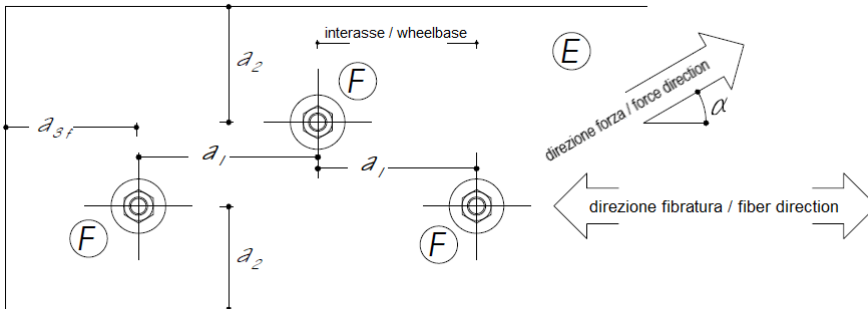 interasse / wheelbase
E
a2
F
direzione forza / force direction
α
a3f
a1
a1
direzione fibratura / fiber direction
F
F
a2